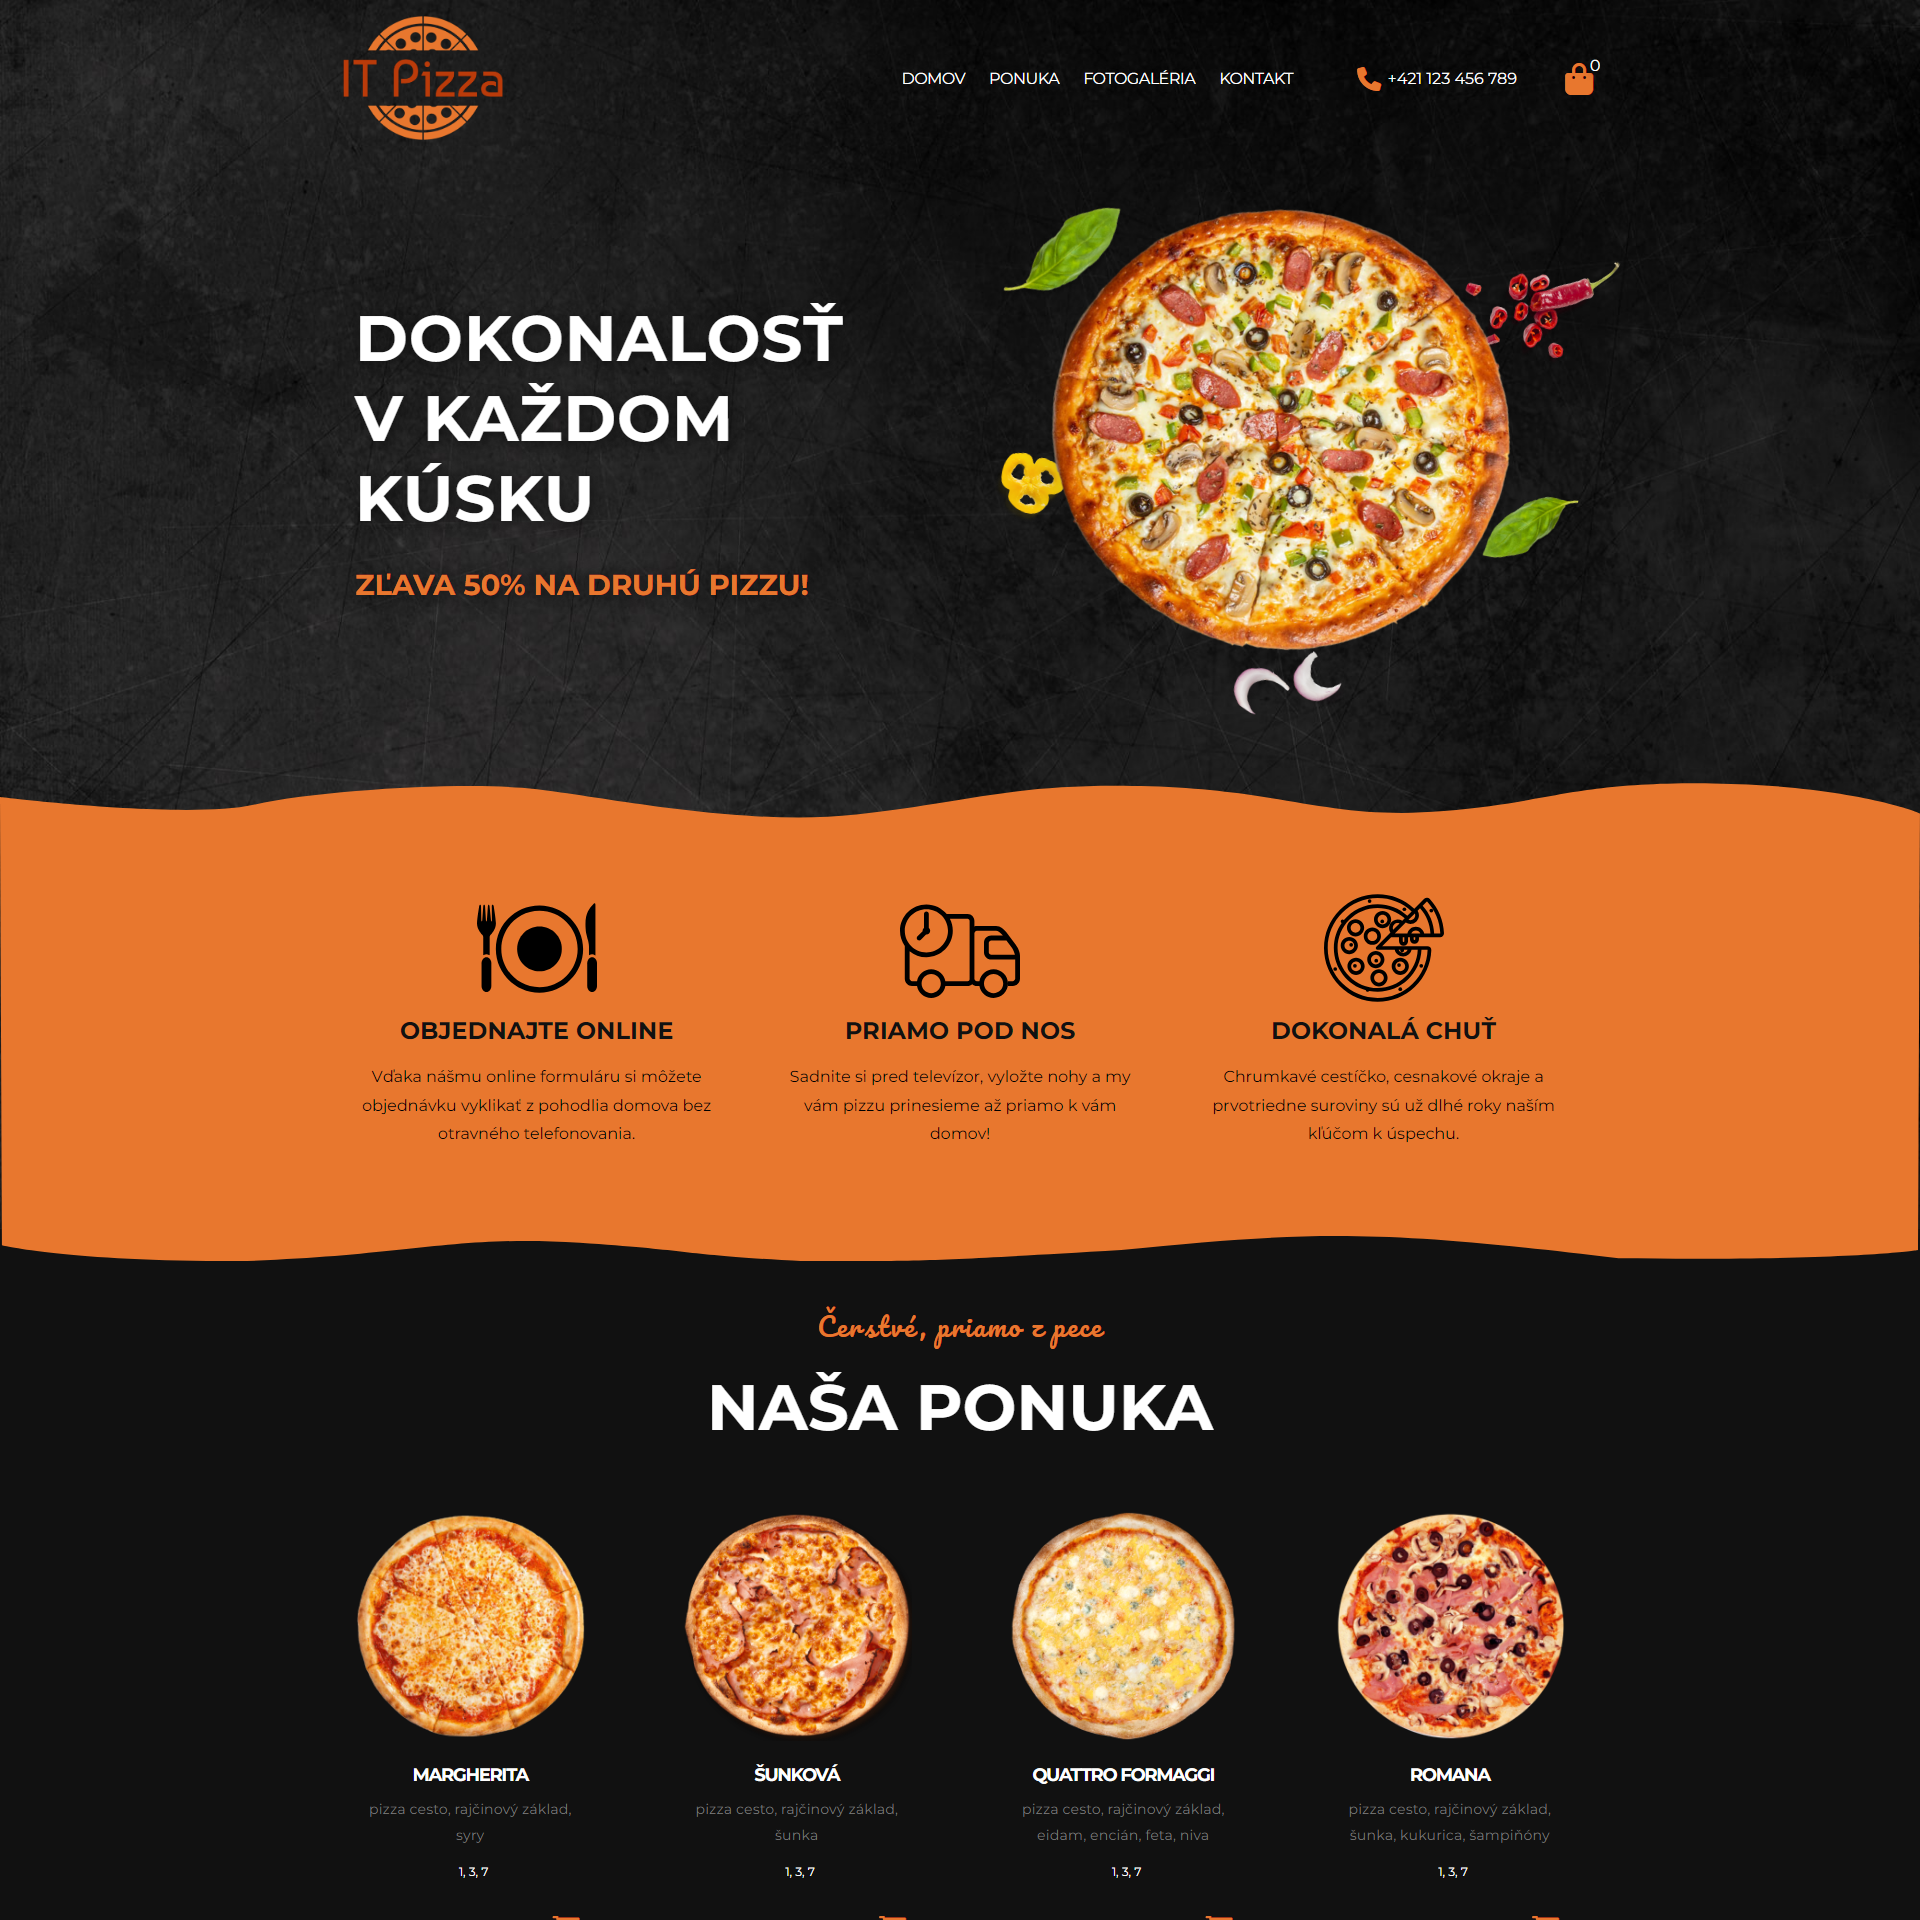 IT Pizza
DOMOV PONUKA FOTOGALÉRIA KONTAKT +421 123 456 789 0
DOKONALOSŤ
V KAŽDOM
KÚSKU
ZĽAVA 50% NA DRUHÚ PIZZU!
OBJEDNAJTE ONLINE
Vďaka nášmu online formuláru si môžete
objednávku vyklikať z pohodlia domova bez
otravného telefonovania.
PRIAMO POD NOS
Sadnite si pred televízor, vyložte nohy a my
vám pizzu prinesieme až priamo k vám
domov!
DOKONALÁ CHUŤ
Chrumkavé cestíčko, cesnakové okraje a
prvotriedne suroviny sú už dlhé roky naším
kľúčom k úspechu.
Čerstvé, priamo z pece
NAŠA PONUKA
MARGHERITA
pizza cesto, rajčinový základ,
syry
1, 3, 7
ŠUNKOVÁ
pizza cesto, rajčinový základ,
šunka
1, 3, 7
QUATTRO FORMAGGI
pizza cesto, rajčinový základ,
eidam, encián, feta, niva
1, 3, 7
ROMANA
pizza cesto, rajčinový základ,
šunka, kukurica, šampiňóny
1, 3, 7